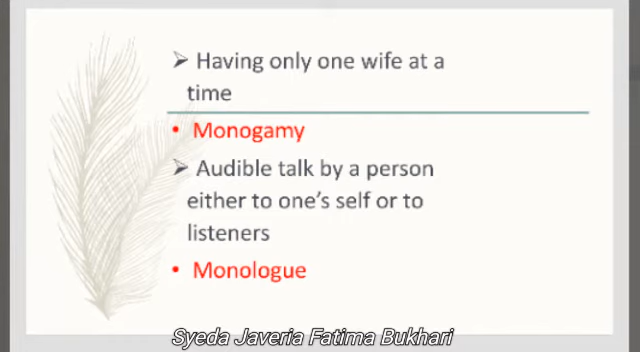 ➢ Having only one wife at a
time
• Monogamy
➢ Audible talk by a person
either to one's self or to
listeners
• Monologue
Syeda Javeria Fatima Bukhari